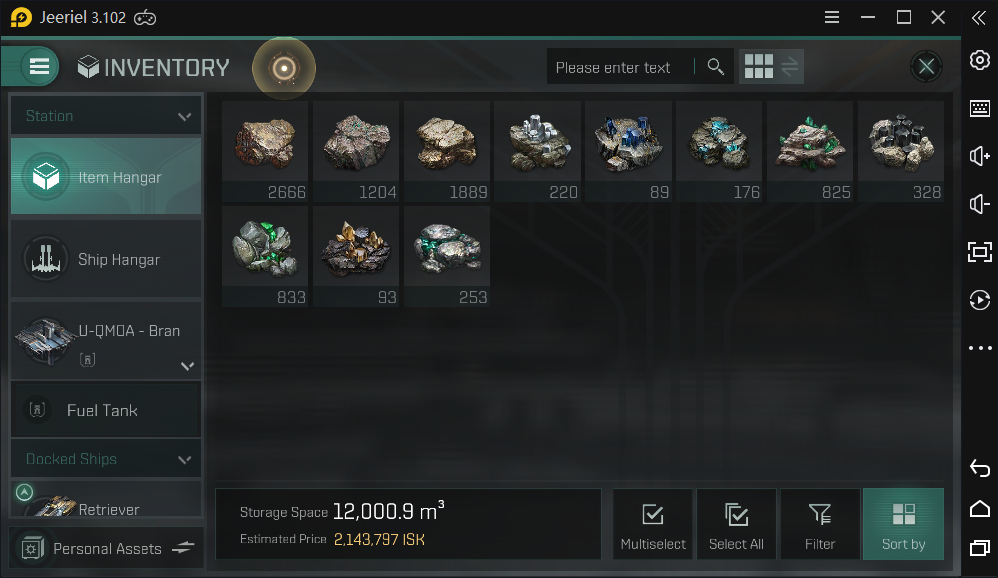 Jeeriel 3.102
INVENTORY
Please enter text
Station
Item Hangar
Ship Hangar
U-QMOA - Bran
Fuel Tank
Docked Ships
Retriever
Personal Assets
2666
1204
1889
220
89
176
825
328
833
93
253
Storage Space 12,000.9 m³
Estimated Price 2,143,797 ISK
Multiselect
Select All
Filter
Sort by